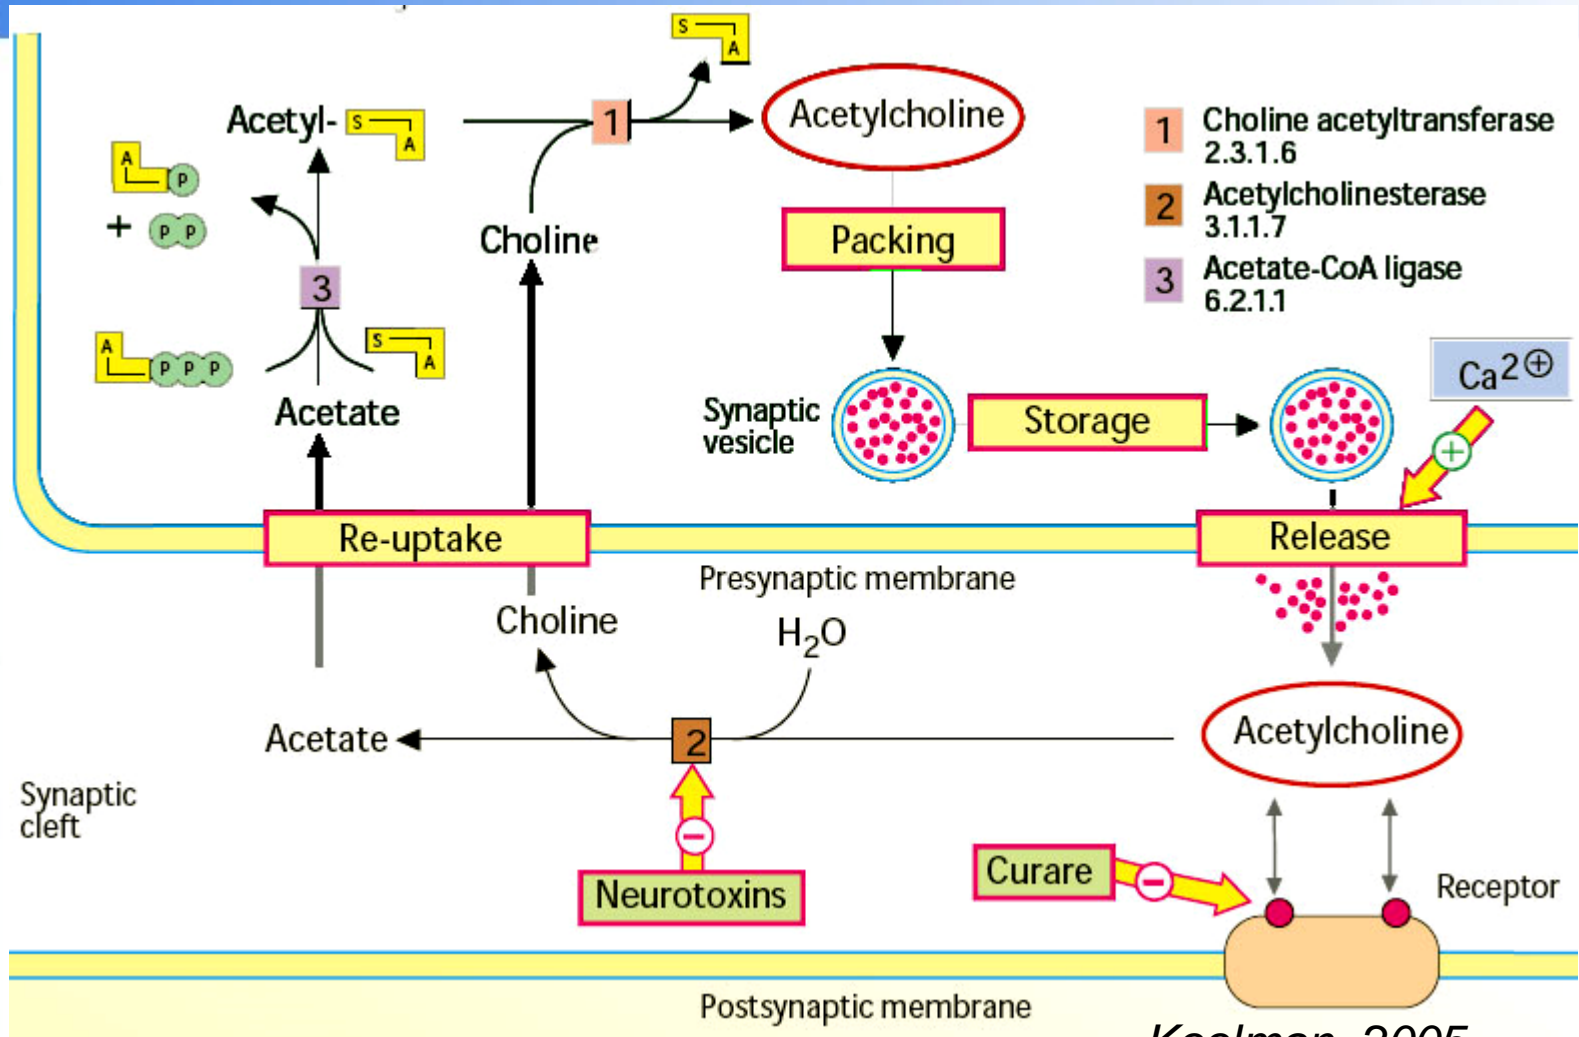 S
A
Acetyl- S
A
1
Acetylcholine
1 Choline acetyltransferase
2.3.1.6
2 Acetylcholinesterase
3.1.1.7
3 Acetate-CoA ligase
6.2.1.1
A
P
+ P P
Choline
Packing
3
A
P P P
S
A
Acetate
Synaptic
vesicle
Storage
Ca2⊕
+
Re-uptake
Release
Presynaptic membrane
Choline
H₂O
Acetate
2
Acetylcholine
Synaptic
cleft
−
Neurotoxins
Curare
−
Receptor
Postsynaptic membrane
Koolman, 2005